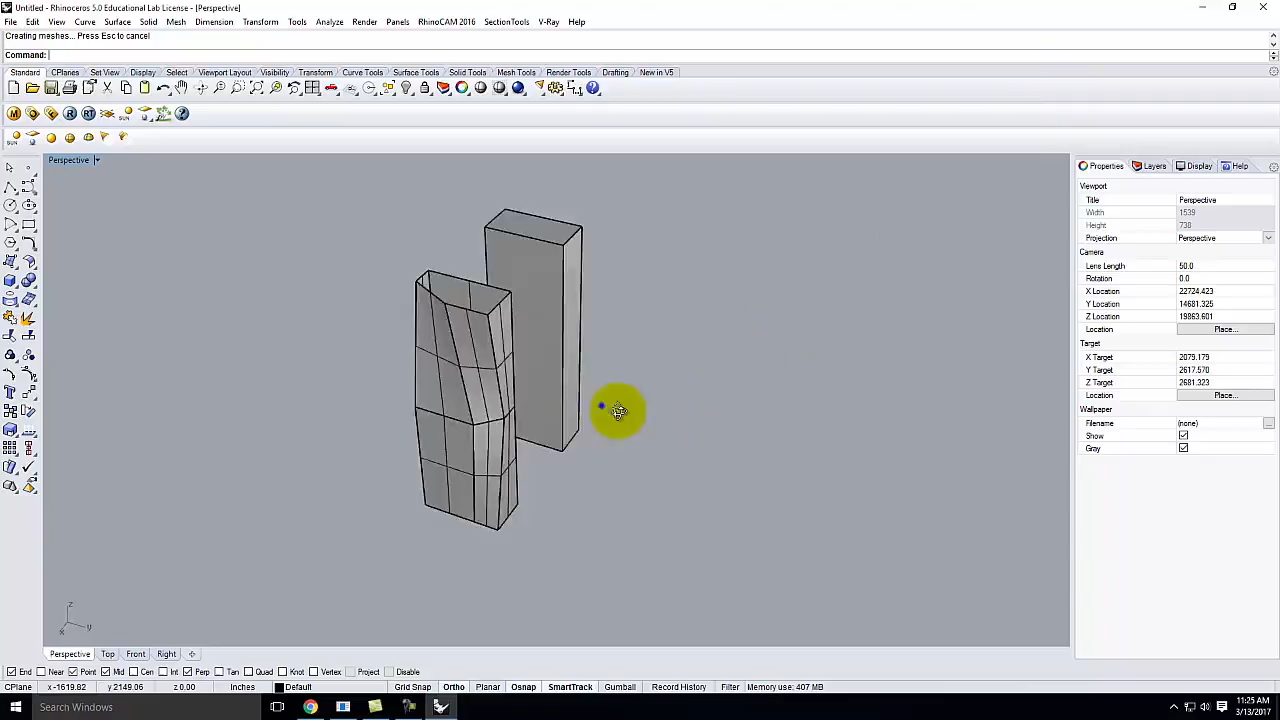 Untitled - Rhinoceros 5.0 Educational Lab License - [Perspective]
File Edit View Curve Surface Solid Mesh Dimension Transform Tools Analyze Render Panels RhinoCAM 2016 SectionTools V-Ray Help
Creating meshes... Press Esc to cancel
Command:
Standard CPlanes Set View Display Select Viewport Layout Visibility Transform Curve Tools Surface Tools Solid Tools Mesh Tools Render Tools Drafting New in V5
M R RT SUN
SUN
Perspective
Properties Layers Display Help
Viewport
Title Perspective
Width 1539
Height 738
Projection Perspective
Camera
Lens Length 50.0
Rotation 0.0
X Location 22724.423
Y Location 14681.325
Z Location 19863.601
Location Place...
Target
X Target 2079.179
Y Target 2617.570
Z Target 2681.323
Location Place...
Wallpaper
Filename (none) ...
Show
Gray
z
x y
Perspective Top Front Right
End Near Point Mid Cen Int Perp Tan Quad Knot Vertex Project Disable
CPlane x -1619.82 y 2149.06 z 0.00 Inches Default Grid Snap Ortho Planar Osnap SmartTrack Gumball Record History Filter Memory use: 407 MB
Search Windows
11:25 AM
3/13/2017